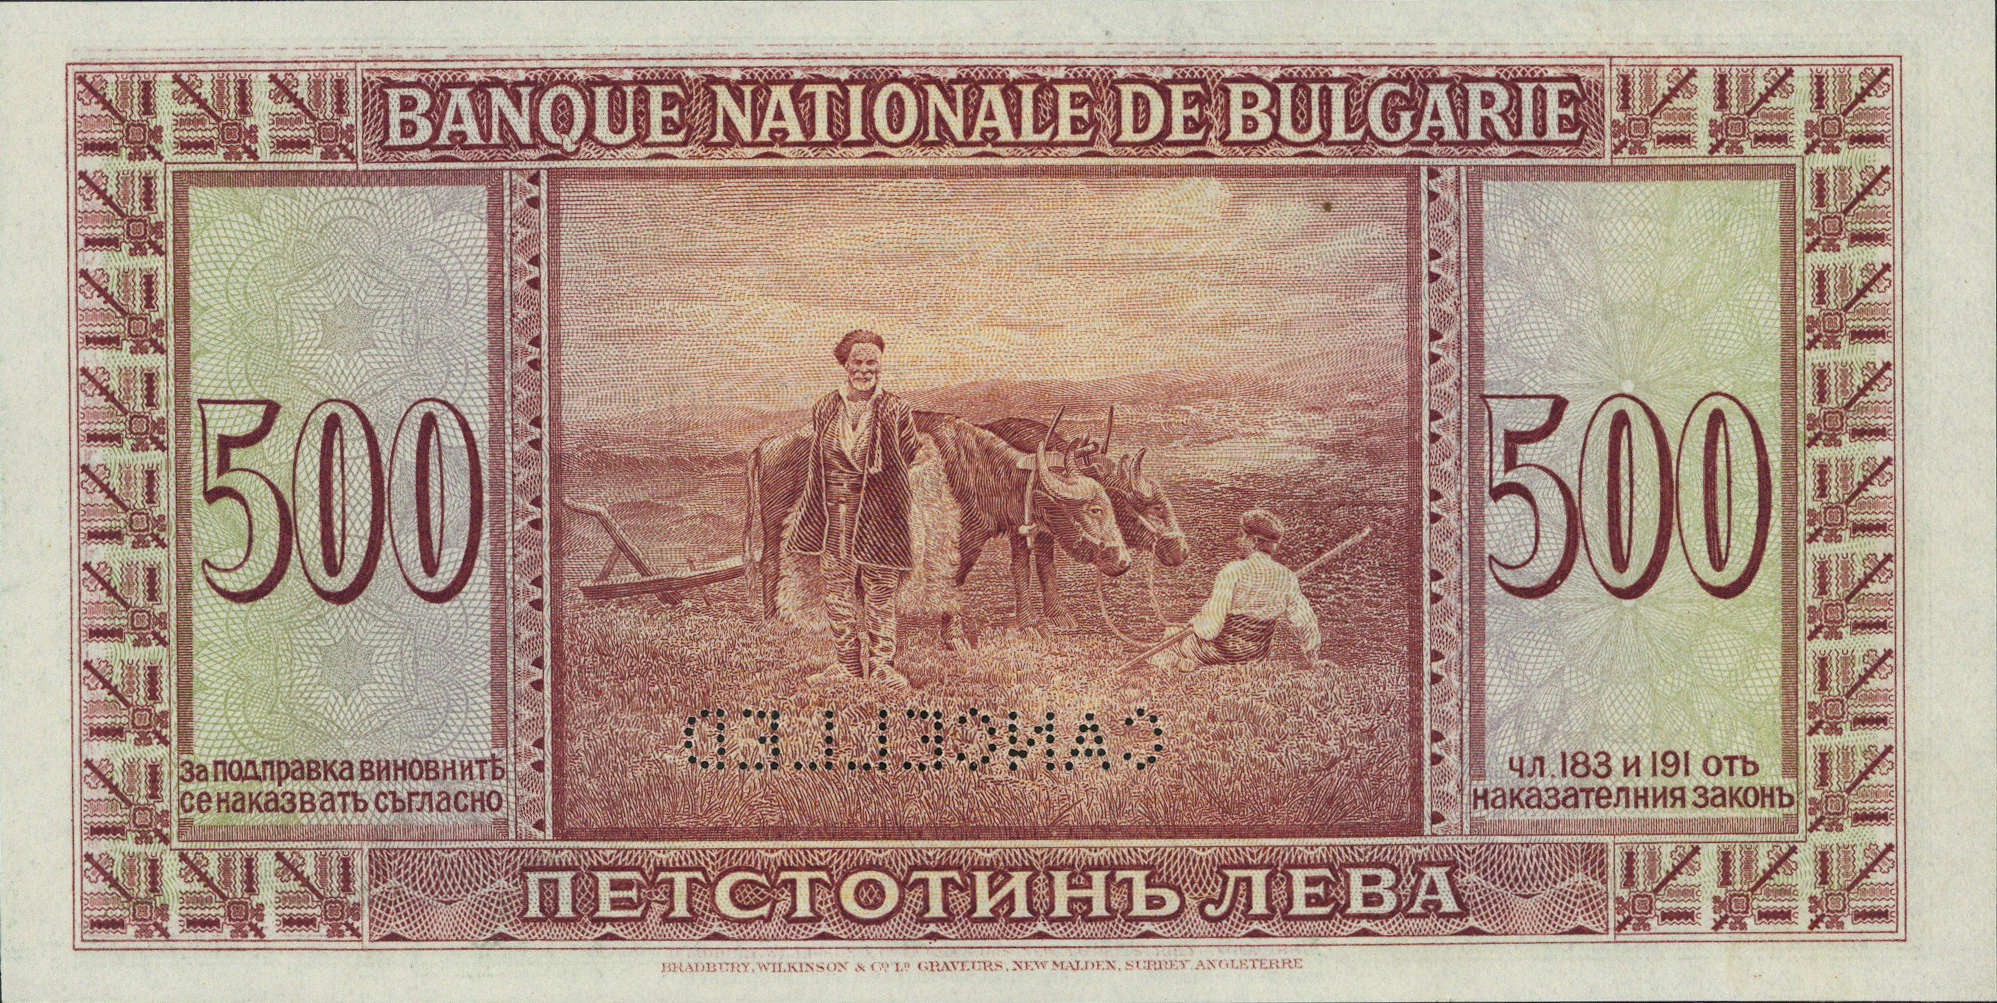 BANQUE NATIONALE DE BULGARIE
500
500
За подправка виновнитѣ
се наказватъ съгласно
чл. 183 и 191 отъ
наказателния законъ
CANCELLED
ПЕТСТОТИНЪ ЛЕВА
BRADBURY, WILKINSON & Cº Lᴰ GRAVEURS, NEW MALDEN, SURREY. ANGLETERRE